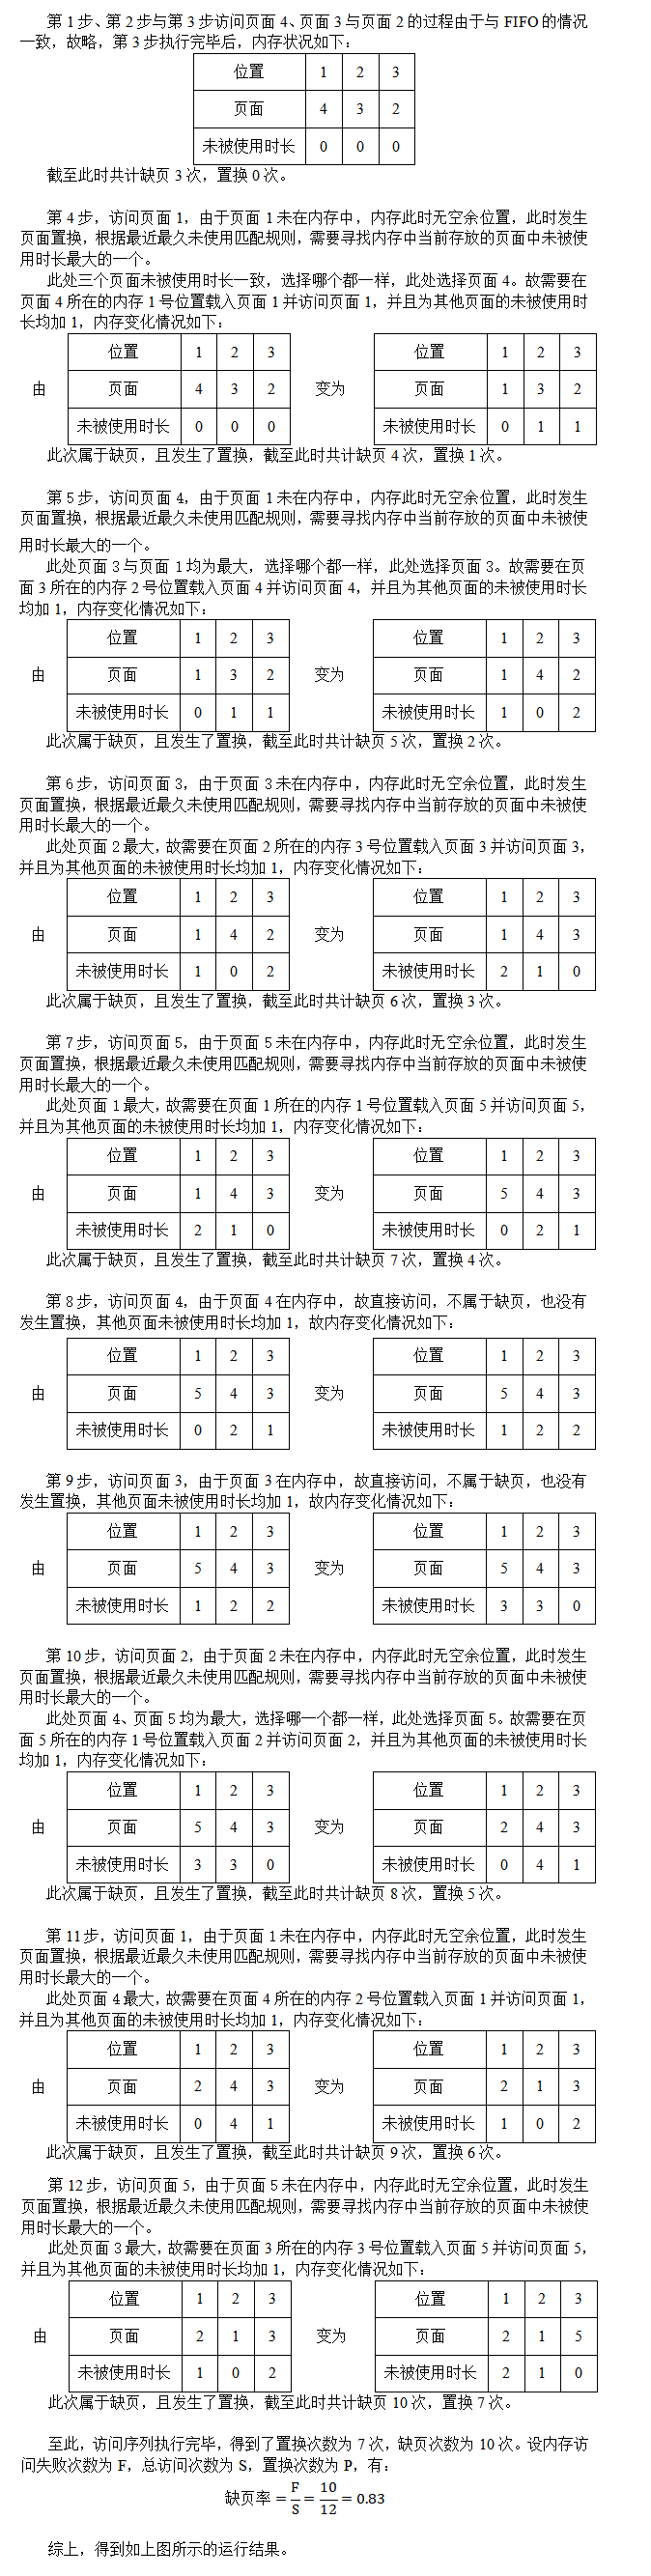 第 1 步、第 2 步与第 3 步访问页面 4、页面 3 与页面 2 的过程由于与 FIFO 的情况
一致，故略，第 3 步执行完毕后，内存状况如下：
位置 1 2 3
页面 4 3 2
未被使用时长 0 0 0
截至此时共计缺页 3 次，置换 0 次。
第 4 步，访问页面 1，由于页面 1 未在内存中，内存此时无空余位置，此时发生
页面置换，根据最近最久未使用匹配规则，需要寻找内存中当前存放的页面中未被使
用时长最大的一个。
此处三个页面未被使用时长一致，选择哪个都一样，此处选择页面 4。故需要在
页面 4 所在的内存 1 号位置载入页面 1 并访问页面 1，并且为其他页面的未被使用时
长均加 1，内存变化情况如下：
位置 1 2 3 位置 1 2 3
由 页面 4 3 2 变为 页面 1 3 2
未被使用时长 0 0 0 未被使用时长 0 1 1
此次属于缺页，且发生了置换，截至此时共计缺页 4 次，置换 1 次。
第 5 步，访问页面 4，由于页面 1 未在内存中，内存此时无空余位置，此时发生
页面置换，根据最近最久未使用匹配规则，需要寻找内存中当前存放的页面中未被使
用时长最大的一个。
此处页面 3 与页面 1 均为最大，选择哪个都一样，此处选择页面 3。故需要在页
面 3 所在的内存 2 号位置载入页面 4 并访问页面 4，并且为其他页面的未被使用时长
均加 1，内存变化情况如下：
位置 1 2 3 位置 1 2 3
由 页面 1 3 2 变为 页面 1 4 2
未被使用时长 0 1 1 未被使用时长 1 0 2
此次属于缺页，且发生了置换，截至此时共计缺页 5 次，置换 2 次。
第 6 步，访问页面 3，由于页面 3 未在内存中，内存此时无空余位置，此时发生
页面置换，根据最近最久未使用匹配规则，需要寻找内存中当前存放的页面中未被使
用时长最大的一个。
此处页面 2 最大，故需要在页面 2 所在的内存 3 号位置载入页面 3 并访问页面 3，
并且为其他页面的未被使用时长均加 1，内存变化情况如下：
位置 1 2 3 位置 1 2 3
由 页面 1 4 2 变为 页面 1 4 3
未被使用时长 1 0 2 未被使用时长 2 1 0
此次属于缺页，且发生了置换，截至此时共计缺页 6 次，置换 3 次。
第 7 步，访问页面 5，由于页面 5 未在内存中，内存此时无空余位置，此时发生
页面置换，根据最近最久未使用匹配规则，需要寻找内存中当前存放的页面中未被使
用时长最大的一个。
此处页面 1 最大，故需要在页面 1 所在的内存 1 号位置载入页面 5 并访问页面 5，
并且为其他页面的未被使用时长均加 1，内存变化情况如下：
位置 1 2 3 位置 1 2 3
由 页面 1 4 3 变为 页面 5 4 3
未被使用时长 2 1 0 未被使用时长 0 2 1
此次属于缺页，且发生了置换，截至此时共计缺页 7 次，置换 4 次。
第 8 步，访问页面 4，由于页面 4 在内存中，故直接访问，不属于缺页，也没有
发生置换，其他页面未被使用时长均加 1，故内存变化情况如下：
位置 1 2 3 位置 1 2 3
由 页面 5 4 3 变为 页面 5 4 3
未被使用时长 0 2 1 未被使用时长 1 2 2
第 9 步，访问页面 3，由于页面 3 在内存中，故直接访问，不属于缺页，也没有
发生置换，其他页面未被使用时长均加 1，故内存变化情况如下：
位置 1 2 3 位置 1 2 3
由 页面 5 4 3 变为 页面 5 4 3
未被使用时长 1 2 2 未被使用时长 3 3 0
第 10 步，访问页面 2，由于页面 2 未在内存中，内存此时无空余位置，此时发生
页面置换，根据最近最久未使用匹配规则，需要寻找内存中当前存放的页面中未被使
用时长最大的一个。
此处页面 4、页面 5 均为最大，选择哪一个都一样，此处选择页面 5。故需要在页
面 5 所在的内存 1 号位置载入页面 2 并访问页面 2，并且为其他页面的未被使用时长
均加 1，内存变化情况如下：
位置 1 2 3 位置 1 2 3
由 页面 5 4 3 变为 页面 2 4 3
未被使用时长 3 3 0 未被使用时长 0 4 1
此次属于缺页，且发生了置换，截至此时共计缺页 8 次，置换 5 次。
第 11 步，访问页面 1，由于页面 1 未在内存中，内存此时无空余位置，此时发生
页面置换，根据最近最久未使用匹配规则，需要寻找内存中当前存放的页面中未被使
用时长最大的一个。
此处页面 4 最大，故需要在页面 4 所在的内存 2 号位置载入页面 1 并访问页面 1，
并且为其他页面的未被使用时长均加 1，内存变化情况如下：
位置 1 2 3 位置 1 2 3
由 页面 2 4 3 变为 页面 2 1 3
未被使用时长 0 4 1 未被使用时长 1 0 2
此次属于缺页，且发生了置换，截至此时共计缺页 9 次，置换 6 次。
第 12 步，访问页面 5，由于页面 5 未在内存中，内存此时无空余位置，此时发生
页面置换，根据最近最久未使用匹配规则，需要寻找内存中当前存放的页面中未被使
用时长最大的一个。
此处页面 3 最大，故需要在页面 3 所在的内存 3 号位置载入页面 5 并访问页面 5，
并且为其他页面的未被使用时长均加 1，内存变化情况如下：
位置 1 2 3 位置 1 2 3
由 页面 2 1 3 变为 页面 2 1 5
未被使用时长 1 0 2 未被使用时长 2 1 0
此次属于缺页，且发生了置换，截至此时共计缺页 10 次，置换 7 次。
至此，访问序列执行完毕，得到了置换次数为 7 次，缺页次数为 10 次。设内存访
问失败次数为 F，总访问次数为 S，置换次数为 P，有：
缺页率 = F/S = 10/12 = 0.83
综上，得到如上图所示的运行结果。